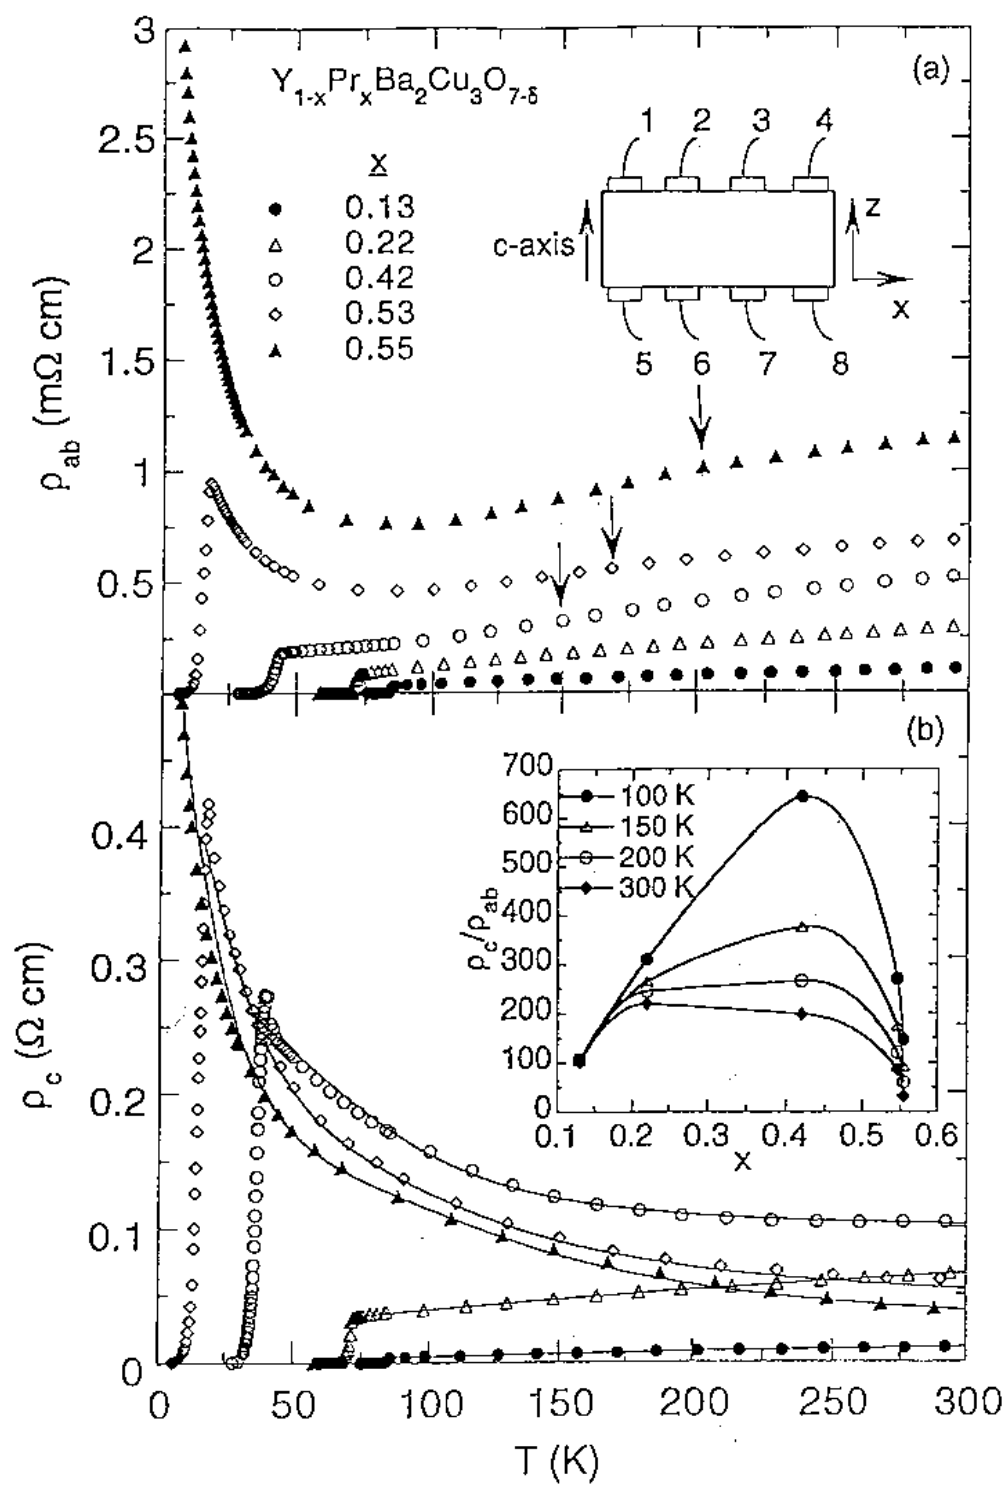 3
2.5
2
1.5
1
0.5
ρab (mΩ cm)
(a)
Y1-xPrxBa2Cu3O7-δ
x
0.13
0.22
0.42
0.53
0.55
1 2 3 4
c-axis
z
x
5 6 7 8
(b)
0.4
0.3
0.2
0.1
0
ρc (Ω cm)
700
600
500
400
300
200
100
0
ρc/ρab
100 K
150 K
200 K
300 K
0.1 0.2 0.3 0.4 0.5 0.6
x
0 50 100 150 200 250 300
T (K)